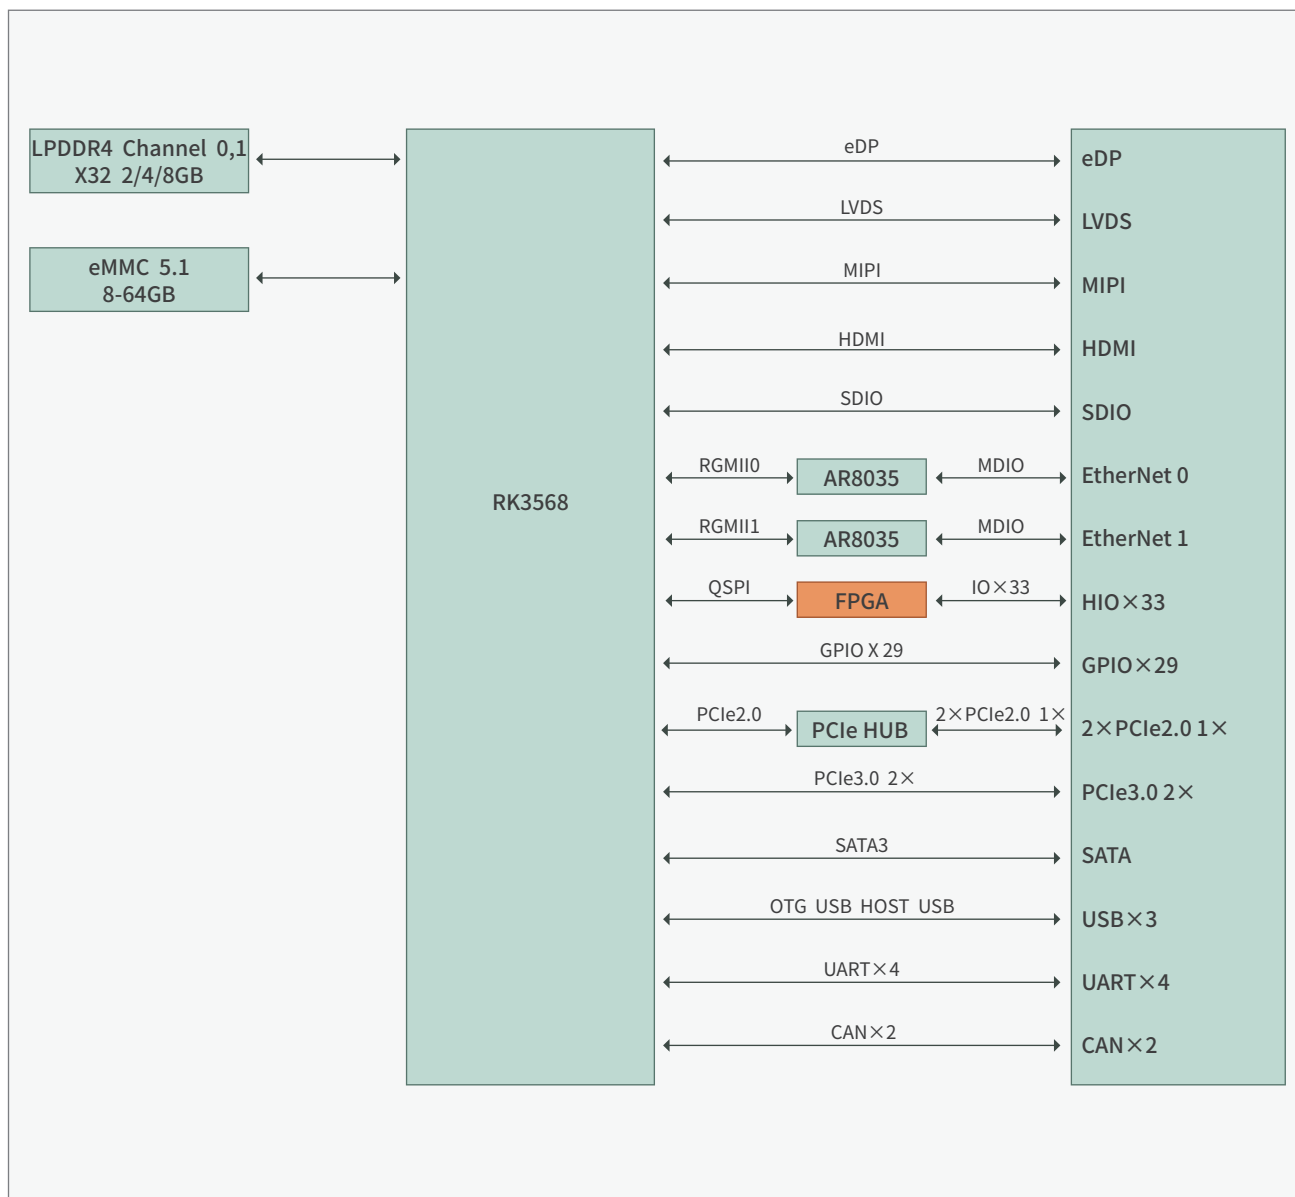 LPDDR4 Channel 0,1
X32 2/4/8GB
eMMC 5.1
8-64GB
RK3568
eDP
eDP
LVDS
LVDS
MIPI
MIPI
HDMI
HDMI
SDIO
SDIO
RGMII0
AR8035
MDIO
EtherNet 0
RGMII1
AR8035
MDIO
EtherNet 1
QSPI
FPGA
IO×33
HIO×33
GPIO X 29
GPIO×29
PCIe2.0
PCIe HUB
2×PCIe2.0 1×
2×PCIe2.0 1×
PCIe3.0 2×
PCIe3.0 2×
SATA3
SATA
OTG USB HOST USB
USB×3
UART×4
UART×4
CAN×2
CAN×2